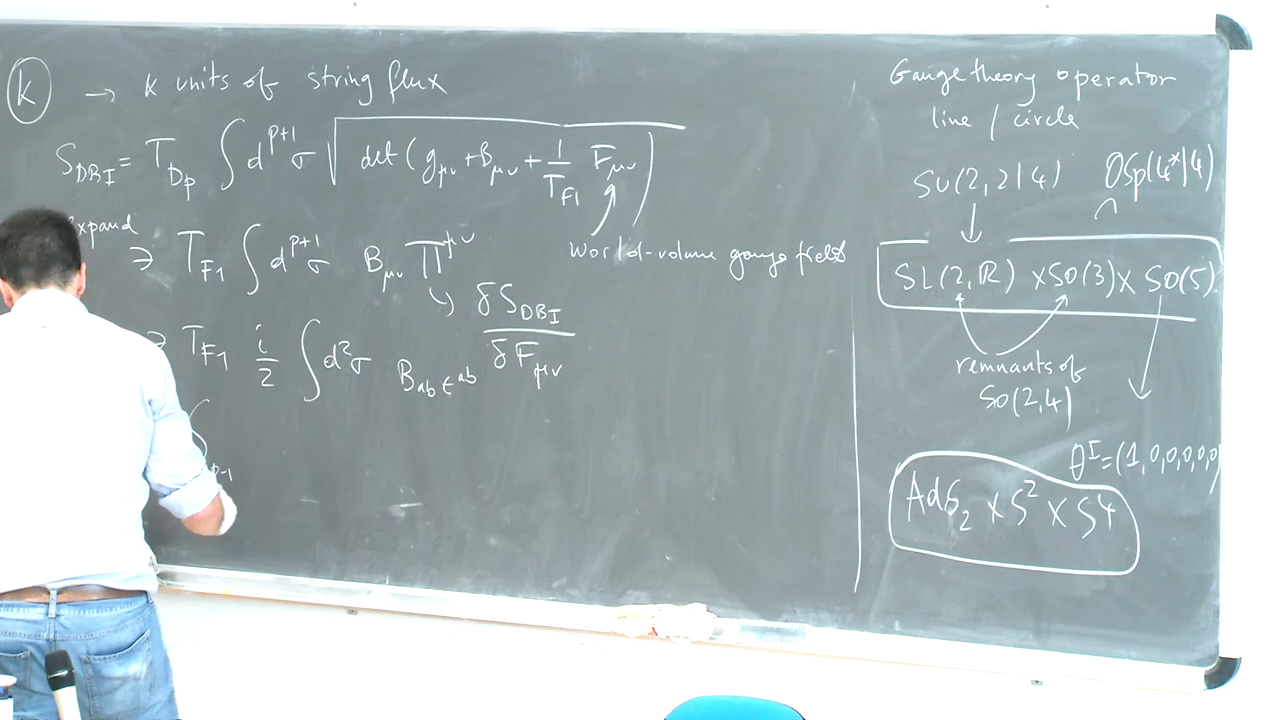 k → k units of string flux
S_DBI = T_Dp ∫ d^{p+1}σ √ det ( g_μν + B_μν + 1/T_F1 F_μν )
expand
∋ T_F1 ∫ d^{p+1}σ B_μν Π^μν
world-volume gauge field
↳ δS_DBI / δF_μν
∋ T_F1 i/2 ∫ d²σ B_ab ε^ab
∫
p-1
Gauge theory operator
line / circle
SU(2,2|4) OSp(4*|4)
↓ ∩
SL(2,R) × SO(3) × SO(5)
remnants of
SO(2,4)
θ^I = (1,0,0,0,0,0)
AdS_2 × S^2 × S4